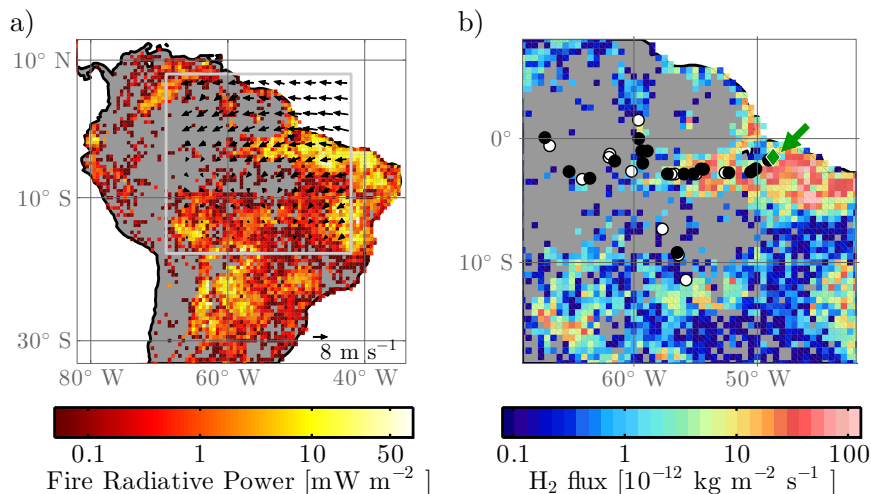 a)
10° N
10° S
30° S
8 m s⁻¹
80° W
60° W
40° W
0.1
1
10
50
Fire Radiative Power [mW m⁻² ]
b)
0°
10° S
60° W
50° W
0.1
1
10
100
H₂ flux [10⁻¹² kg m⁻² s⁻¹ ]